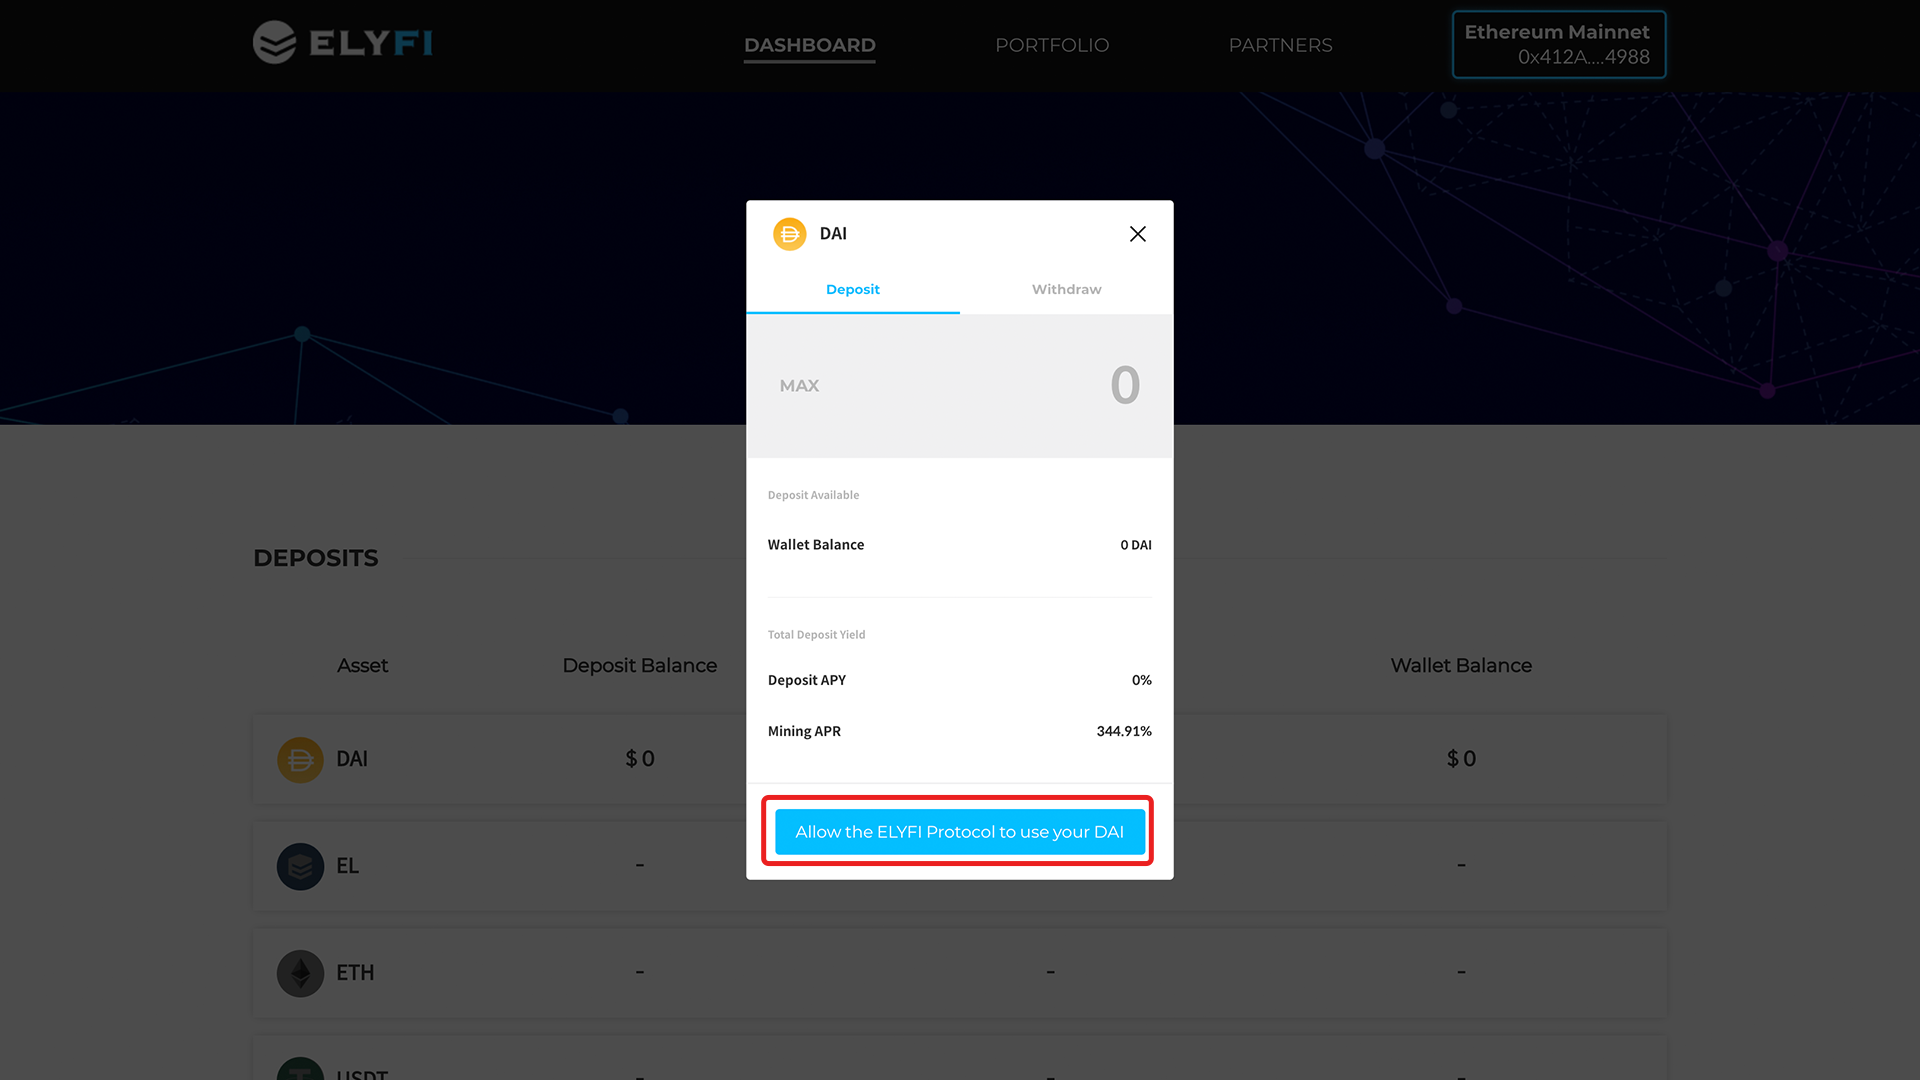 ELYFI
DASHBOARD
PORTFOLIO
PARTNERS
Ethereum Mainnet
0x412A....4988
DAI
Deposit
Withdraw
MAX
0
Deposit Available
Wallet Balance
0 DAI
Total Deposit Yield
Deposit APY
0%
Mining APR
344.91%
Allow the ELYFI Protocol to use your DAI
DEPOSITS
Asset
Deposit Balance
Wallet Balance
DAI
$ 0
$ 0
EL
-
-
ETH
-
-
-
USDT
-
-
-